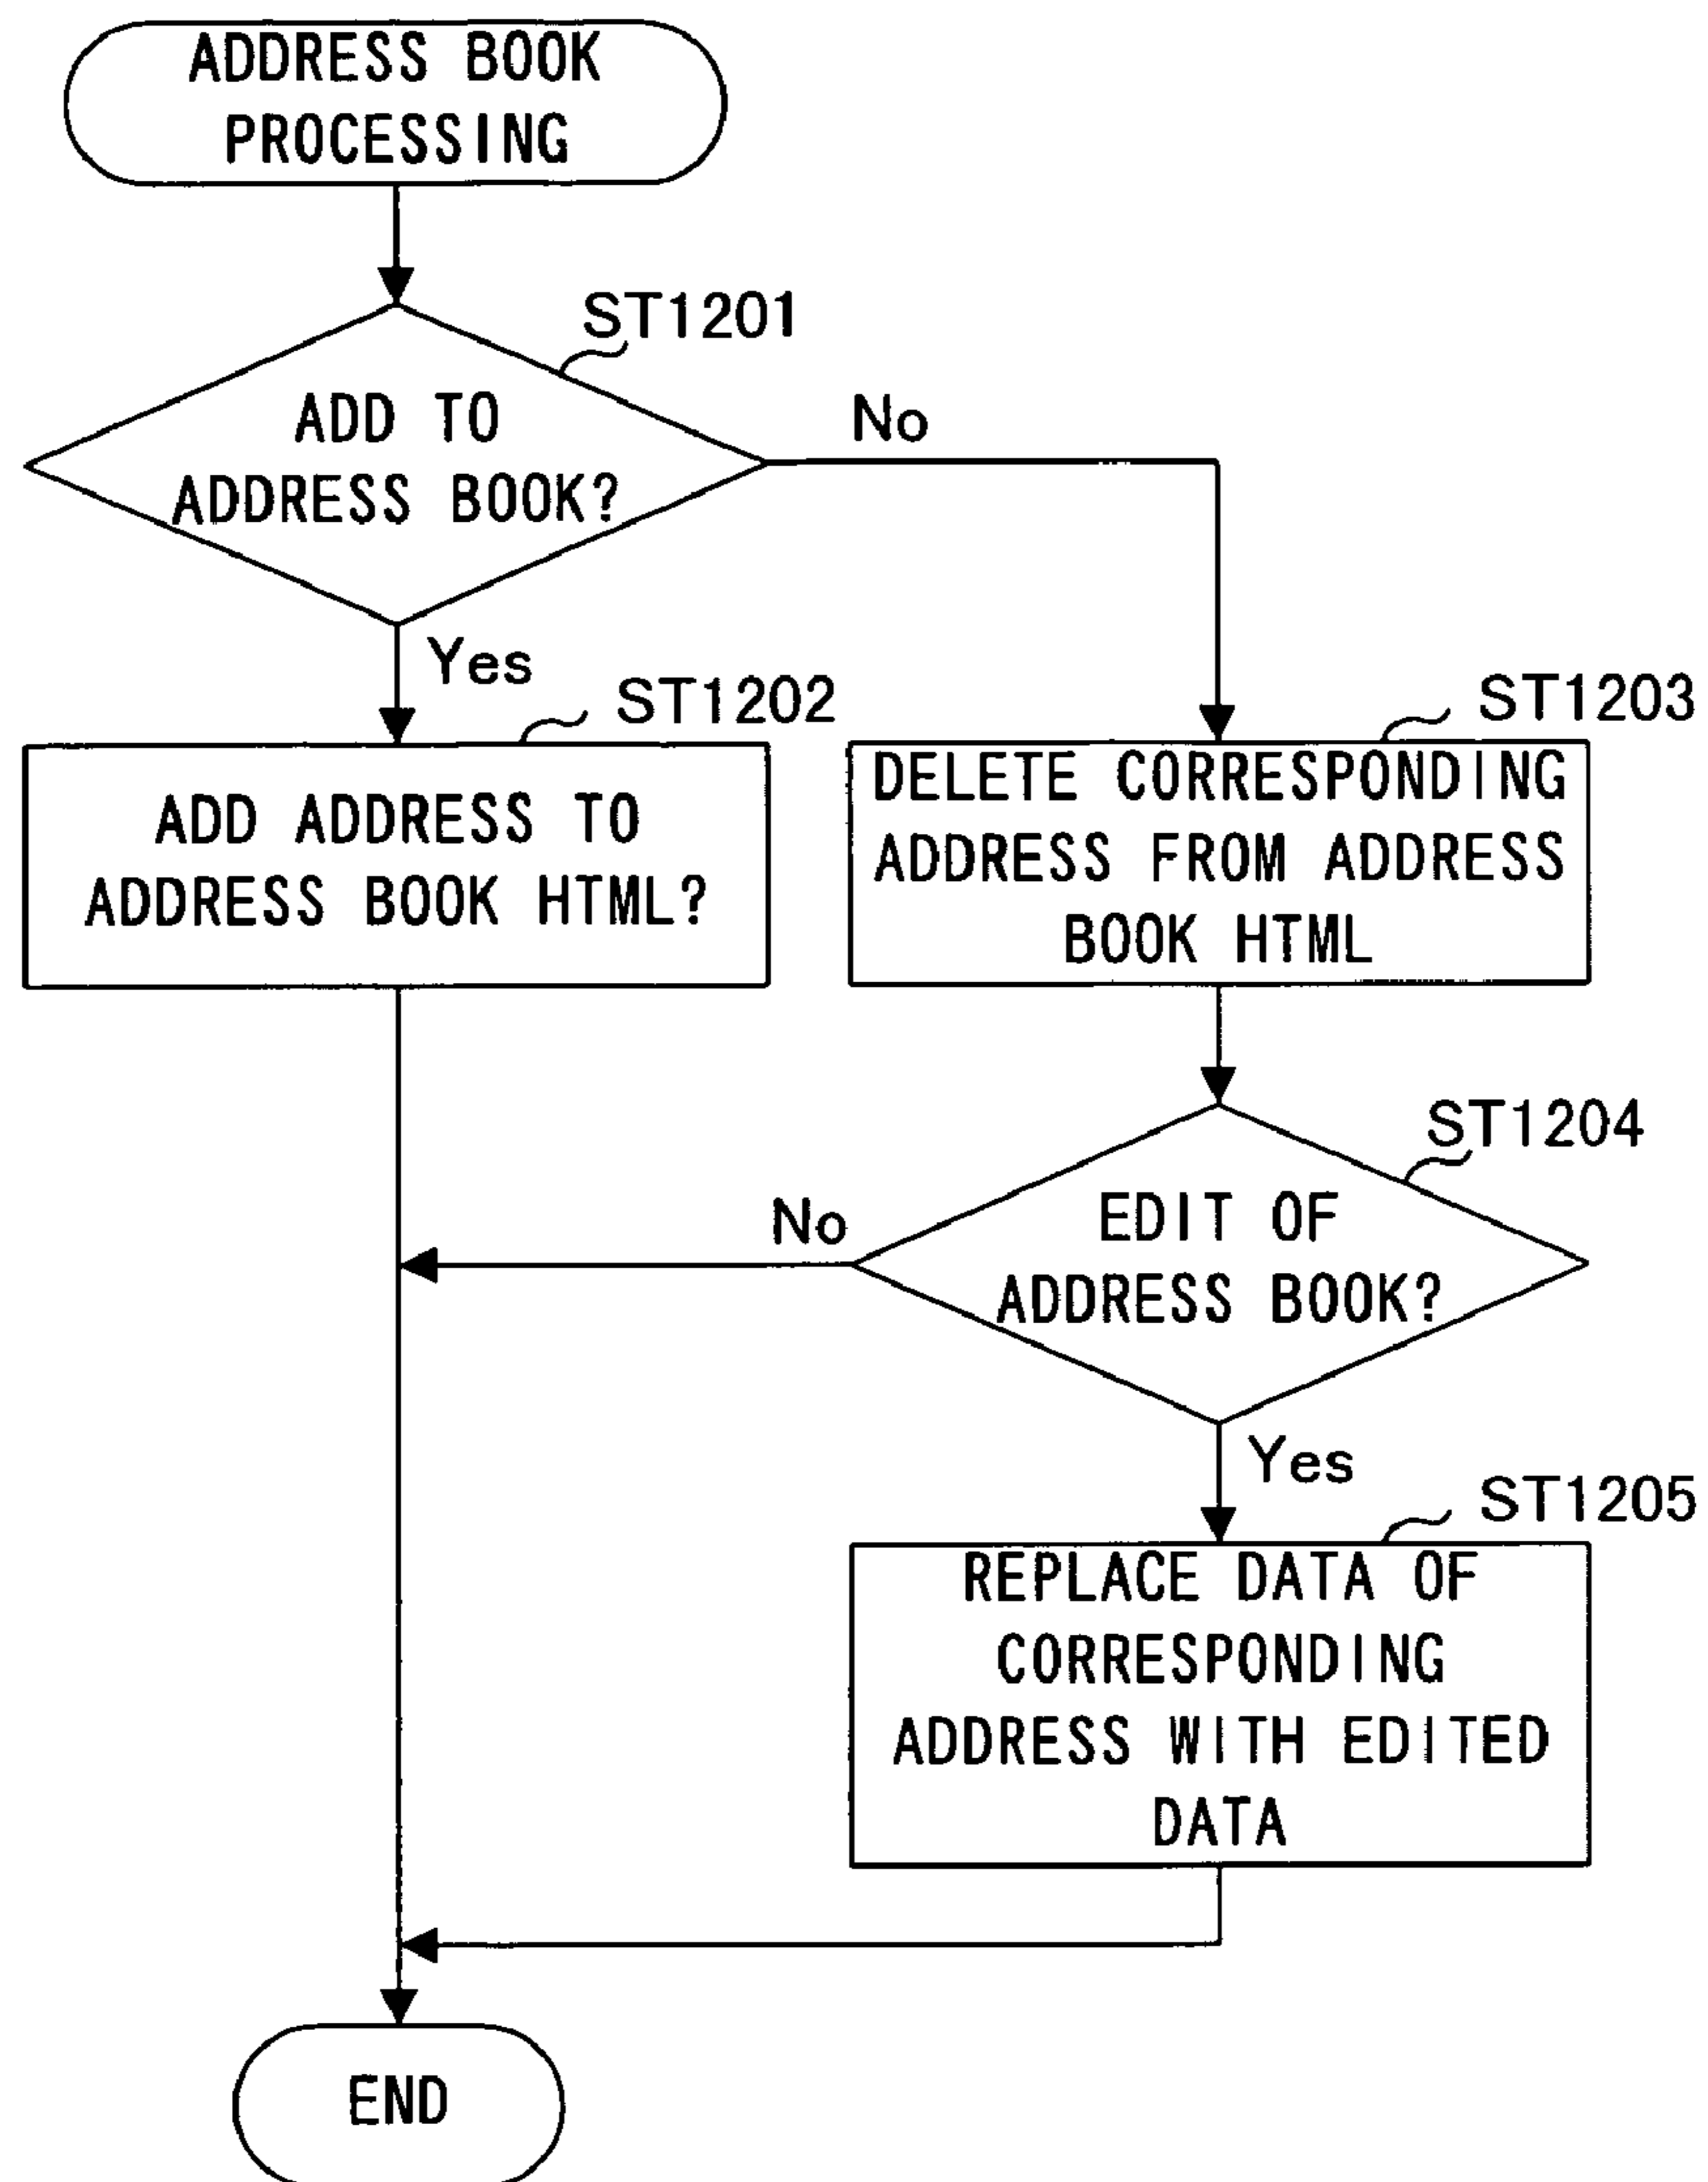 ADDRESS BOOK
PROCESSING
ST1201
ADD TO
ADDRESS BOOK?
No
Yes
ST1202
ADD ADDRESS TO
ADDRESS BOOK HTML?
ST1203
DELETE CORRESPONDING
ADDRESS FROM ADDRESS
BOOK HTML
ST1204
EDIT OF
ADDRESS BOOK?
No
Yes
ST1205
REPLACE DATA OF
CORRESPONDING
ADDRESS WITH EDITED
DATA
END